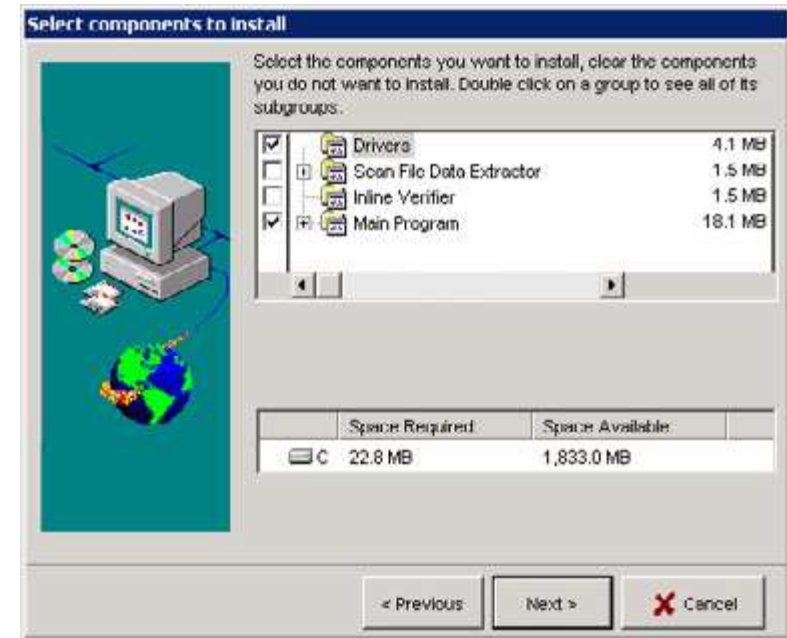 Select components to install
Select the components you want to install, clear the components
you do not want to install. Double click on a group to see all of its
subgroups.
Drivers 4.1 MB
Scan File Data Extractor 1.5 MB
Inline Verifier 1.5 MB
Main Program 18.1 MB
Space Required Space Available
C 22.8 MB 1,833.0 MB
< Previous Next > Cancel